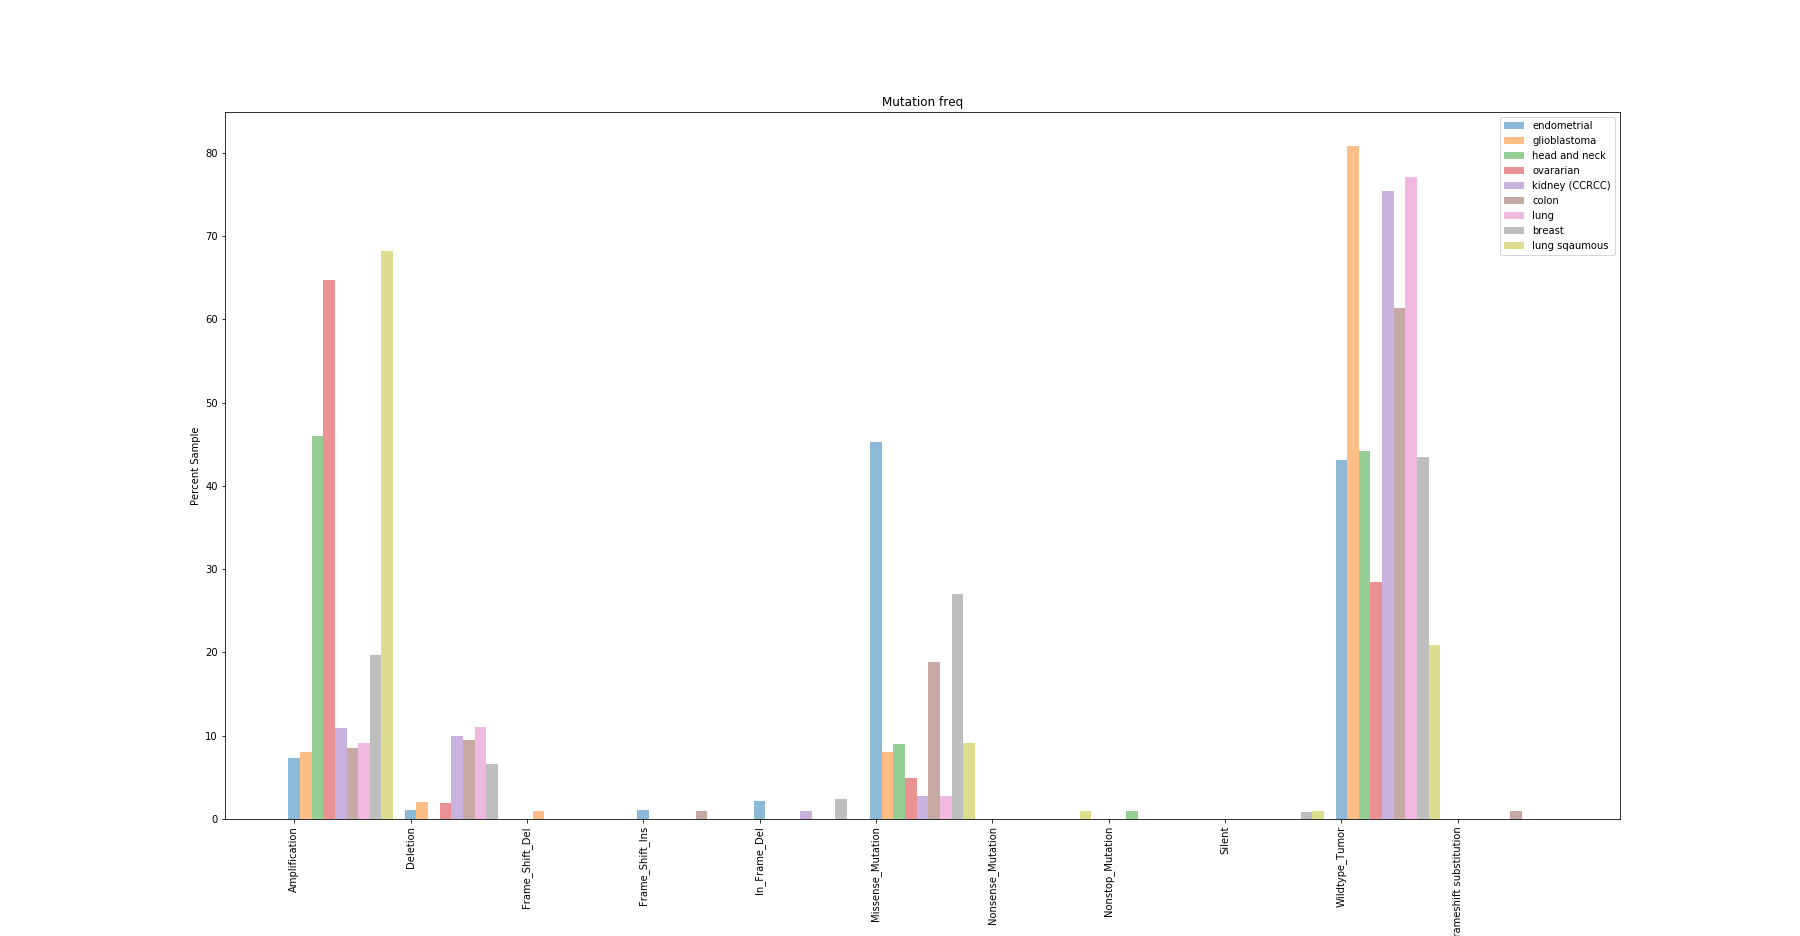 Mutation freq
endometrial
glioblastoma
head and neck
ovararian
kidney (CCRCC)
colon
lung
breast
lung sqaumous
Percent Sample
80
70
60
50
40
30
20
10
0
Amplification
Deletion
Frame_Shift_Del
Frame_Shift_Ins
In_Frame_Del
Missense_Mutation
Nonsense_Mutation
Nonstop_Mutation
Silent
Wildtype_Tumor
rameshift substitution